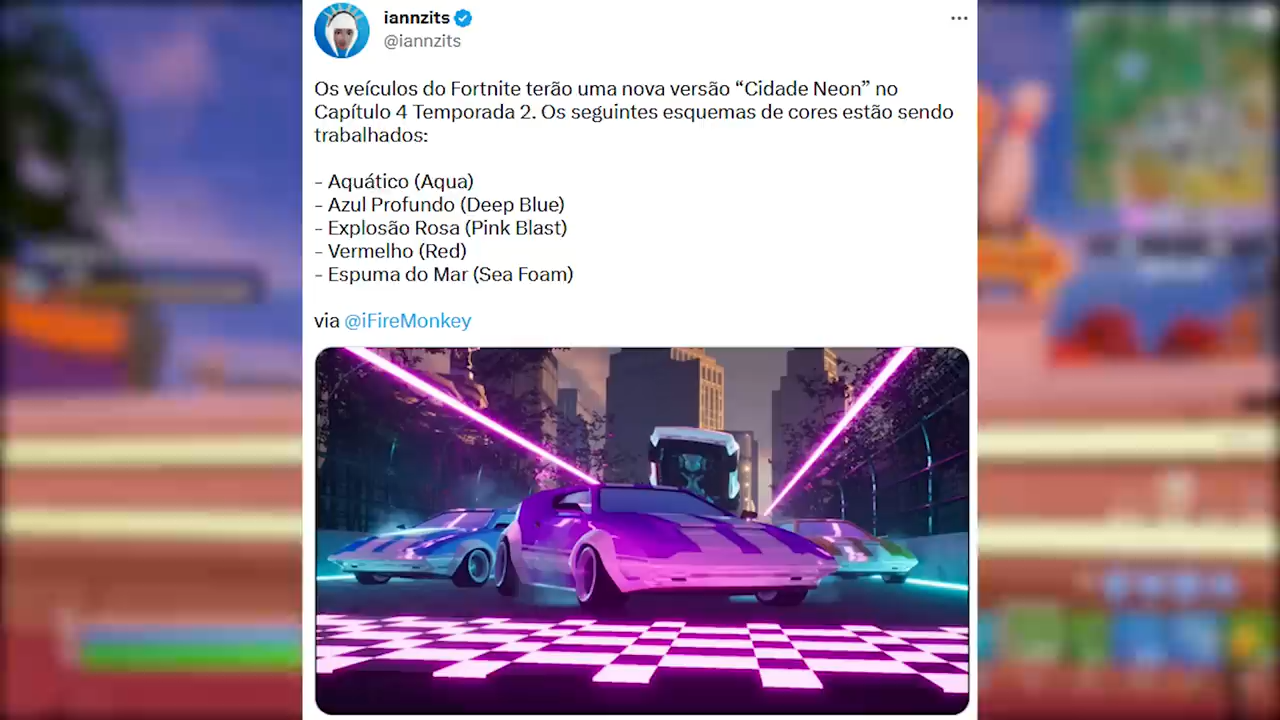 iannzits
@iannzits
Os veículos do Fortnite terão uma nova versão “Cidade Neon” no
Capítulo 4 Temporada 2. Os seguintes esquemas de cores estão sendo
trabalhados:
- Aquático (Aqua)
- Azul Profundo (Deep Blue)
- Explosão Rosa (Pink Blast)
- Vermelho (Red)
- Espuma do Mar (Sea Foam)
via @iFireMonkey